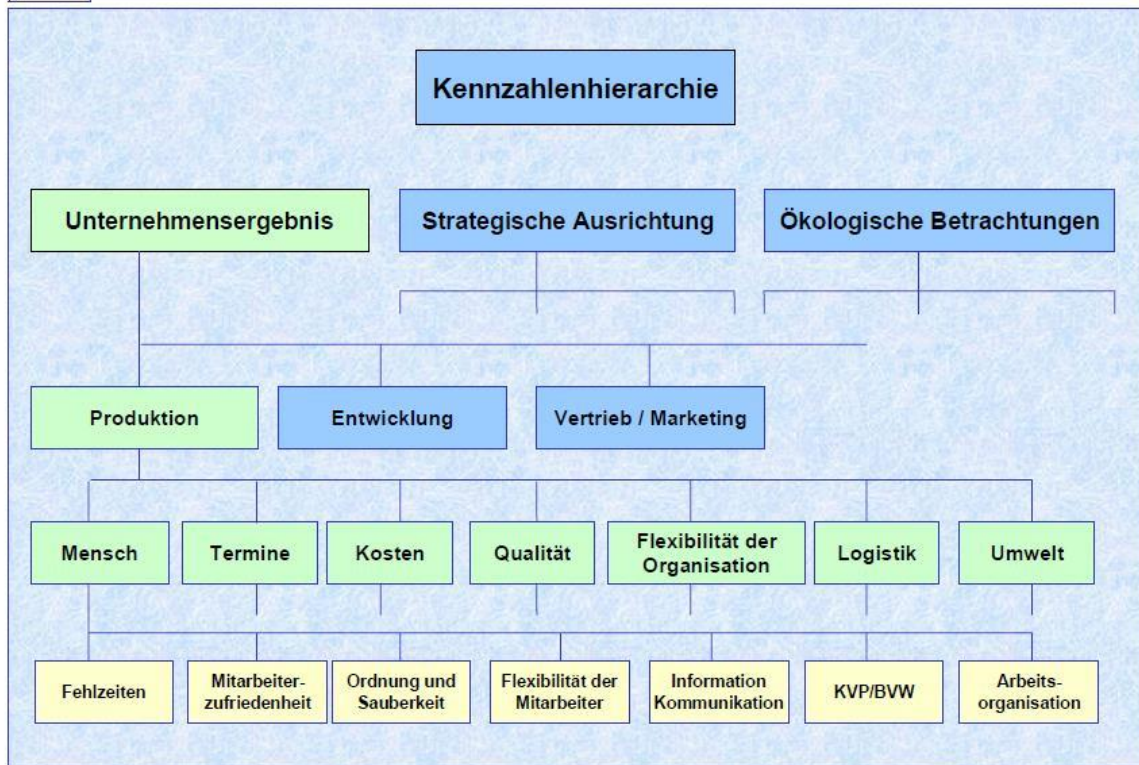 Kennzahlenhierarchie
Unternehmensergebnis
Strategische Ausrichtung
Ökologische Betrachtungen
Produktion
Entwicklung
Vertrieb / Marketing
Mensch
Termine
Kosten
Qualität
Flexibilität der
Organisation
Logistik
Umwelt
Fehlzeiten
Mitarbeiter-
zufriedenheit
Ordnung und
Sauberkeit
Flexibilität der
Mitarbeiter
Information
Kommunikation
KVP/BVW
Arbeits-
organisation